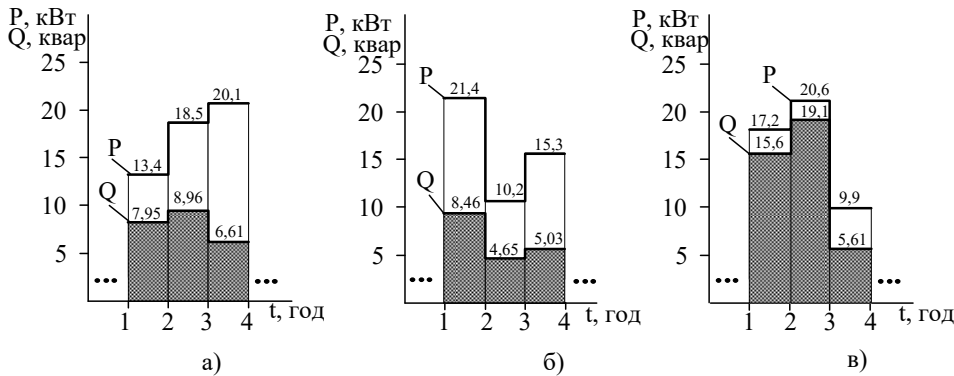 P, кВт
Q, квар
25
20
15
10
5
P
Q
13,4
18,5
20,1
7,95
8,96
6,61
...
...
1 2 3 4 t, год
а)
P, кВт
Q, квар
25
20
15
10
5
P
Q
21,4
10,2
15,3
8,46
4,65
5,03
...
...
1 2 3 4 t, год
б)
P, кВт
Q, квар
25
20
15
10
5
P
Q
17,2
20,6
9,9
15,6
19,1
5,61
...
...
1 2 3 4 t, год
в)